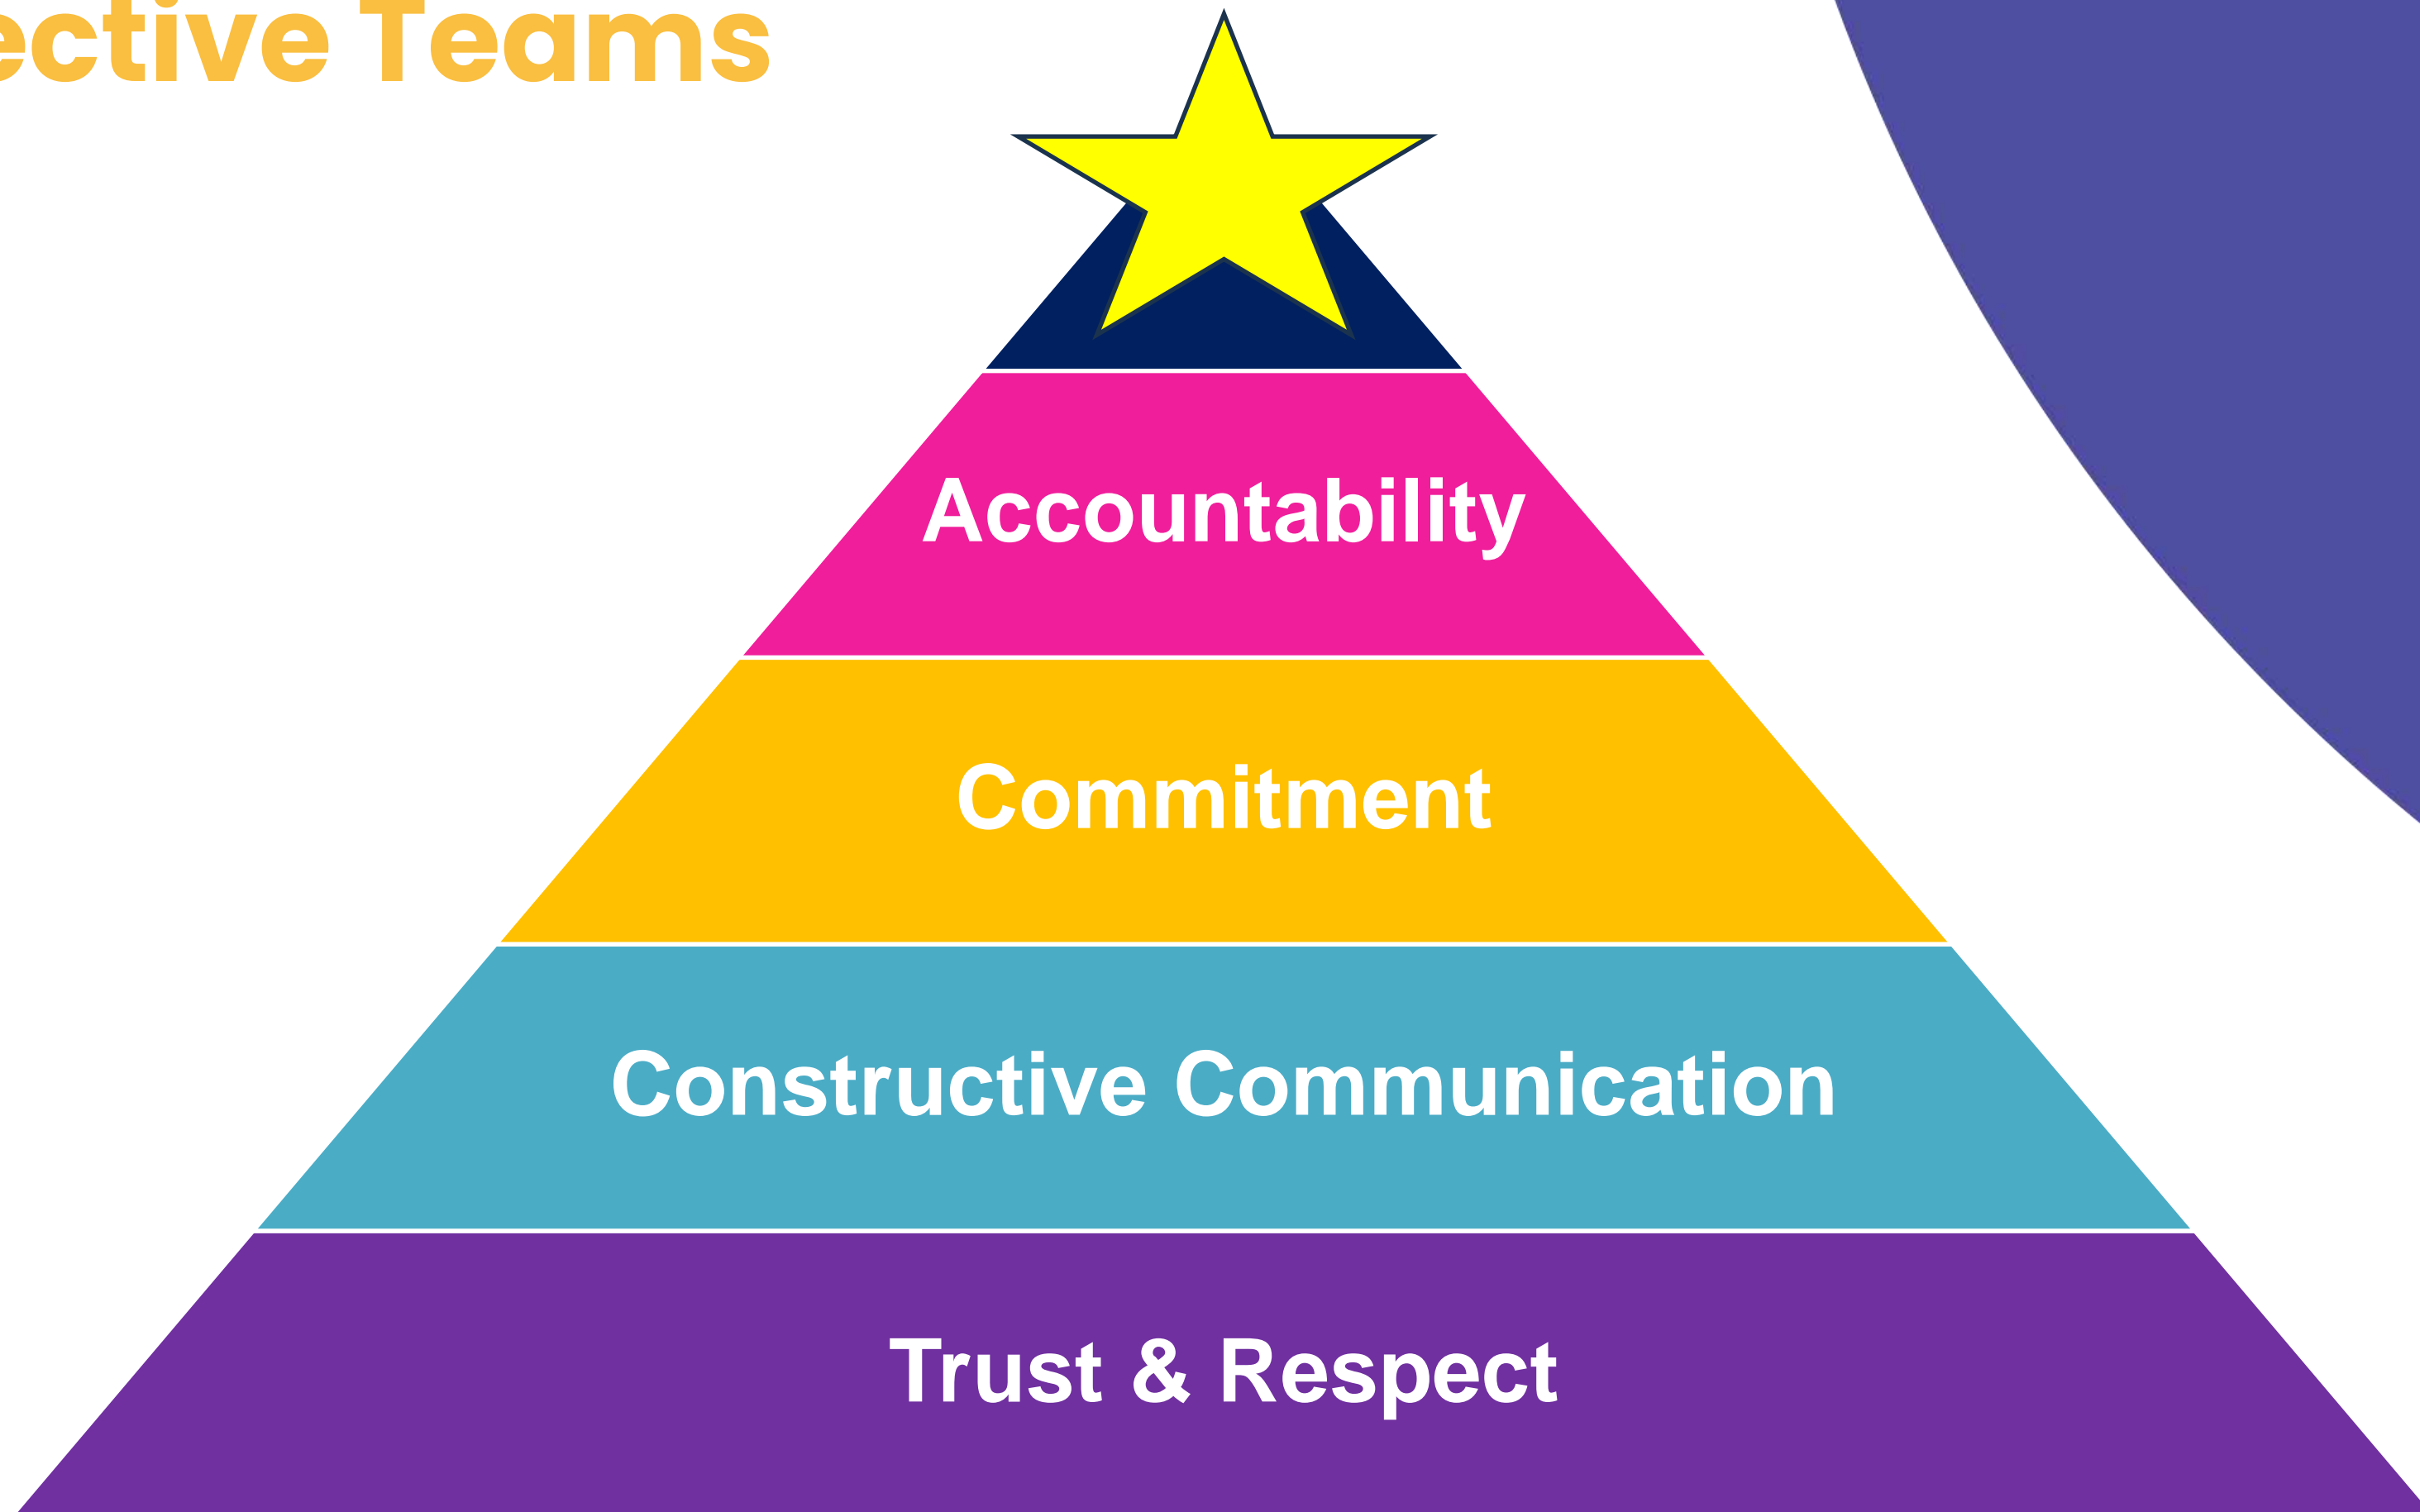 ective Teams
Accountability
Commitment
Constructive Communication
Trust & Respect